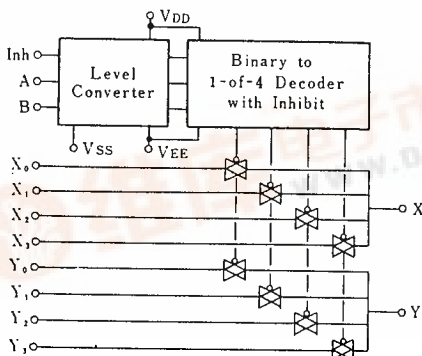 VDD
Inh
A
B
Level
Converter
Binary to
1-of-4 Decoder
with Inhibit
VSS
VEE
X₀
X₁
X₂
X₃
X
Y₀
Y₁
Y₂
Y₃
Y